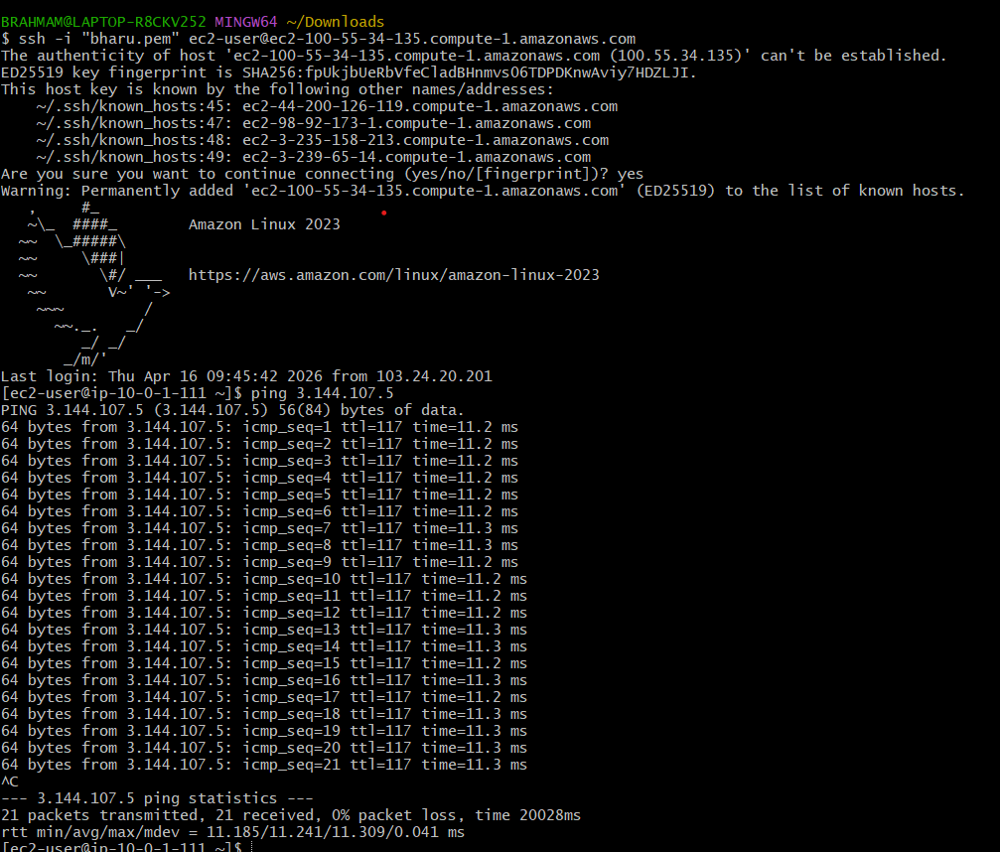 BRAHMAM@LAPTOP-R8CKV252 MINGW64 ~/Downloads
$ ssh -i "bharu.pem" ec2-user@ec2-100-55-34-135.compute-1.amazonaws.com
The authenticity of host 'ec2-100-55-34-135.compute-1.amazonaws.com (100.55.34.135)' can't be established.
ED25519 key fingerprint is SHA256:fpUkjbUeRbVfeCladBHnmvsO6TDPDKnwAviy7HDZLJI.
This host key is known by the following other names/addresses:
    ~/.ssh/known_hosts:45: ec2-44-200-126-119.compute-1.amazonaws.com
    ~/.ssh/known_hosts:47: ec2-98-92-173-1.compute-1.amazonaws.com
    ~/.ssh/known_hosts:48: ec2-3-235-158-213.compute-1.amazonaws.com
    ~/.ssh/known_hosts:49: ec2-3-239-65-14.compute-1.amazonaws.com
Are you sure you want to continue connecting (yes/no/[fingerprint])? yes
Warning: Permanently added 'ec2-100-55-34-135.compute-1.amazonaws.com' (ED25519) to the list of known hosts.
   ,     #_
   ~\_  ####_        Amazon Linux 2023
  ~~  \_#####\
  ~~     \###|
  ~~       \#/ ___   https://aws.amazon.com/linux/amazon-linux-2023
   ~~       V~' '->
    ~~~         /
      ~~._.   _/
         _/ _/
       _/m/'
Last login: Thu Apr 16 09:45:42 2026 from 103.24.20.201
[ec2-user@ip-10-0-1-111 ~]$ ping 3.144.107.5
PING 3.144.107.5 (3.144.107.5) 56(84) bytes of data.
64 bytes from 3.144.107.5: icmp_seq=1 ttl=117 time=11.2 ms
64 bytes from 3.144.107.5: icmp_seq=2 ttl=117 time=11.2 ms
64 bytes from 3.144.107.5: icmp_seq=3 ttl=117 time=11.2 ms
64 bytes from 3.144.107.5: icmp_seq=4 ttl=117 time=11.2 ms
64 bytes from 3.144.107.5: icmp_seq=5 ttl=117 time=11.2 ms
64 bytes from 3.144.107.5: icmp_seq=6 ttl=117 time=11.2 ms
64 bytes from 3.144.107.5: icmp_seq=7 ttl=117 time=11.3 ms
64 bytes from 3.144.107.5: icmp_seq=8 ttl=117 time=11.3 ms
64 bytes from 3.144.107.5: icmp_seq=9 ttl=117 time=11.2 ms
64 bytes from 3.144.107.5: icmp_seq=10 ttl=117 time=11.2 ms
64 bytes from 3.144.107.5: icmp_seq=11 ttl=117 time=11.2 ms
64 bytes from 3.144.107.5: icmp_seq=12 ttl=117 time=11.2 ms
64 bytes from 3.144.107.5: icmp_seq=13 ttl=117 time=11.3 ms
64 bytes from 3.144.107.5: icmp_seq=14 ttl=117 time=11.3 ms
64 bytes from 3.144.107.5: icmp_seq=15 ttl=117 time=11.2 ms
64 bytes from 3.144.107.5: icmp_seq=16 ttl=117 time=11.3 ms
64 bytes from 3.144.107.5: icmp_seq=17 ttl=117 time=11.2 ms
64 bytes from 3.144.107.5: icmp_seq=18 ttl=117 time=11.3 ms
64 bytes from 3.144.107.5: icmp_seq=19 ttl=117 time=11.3 ms
64 bytes from 3.144.107.5: icmp_seq=20 ttl=117 time=11.3 ms
64 bytes from 3.144.107.5: icmp_seq=21 ttl=117 time=11.3 ms
^C
--- 3.144.107.5 ping statistics ---
21 packets transmitted, 21 received, 0% packet loss, time 20028ms
rtt min/avg/max/mdev = 11.185/11.241/11.309/0.041 ms
[ec2-user@ip-10-0-1-111 ~]$